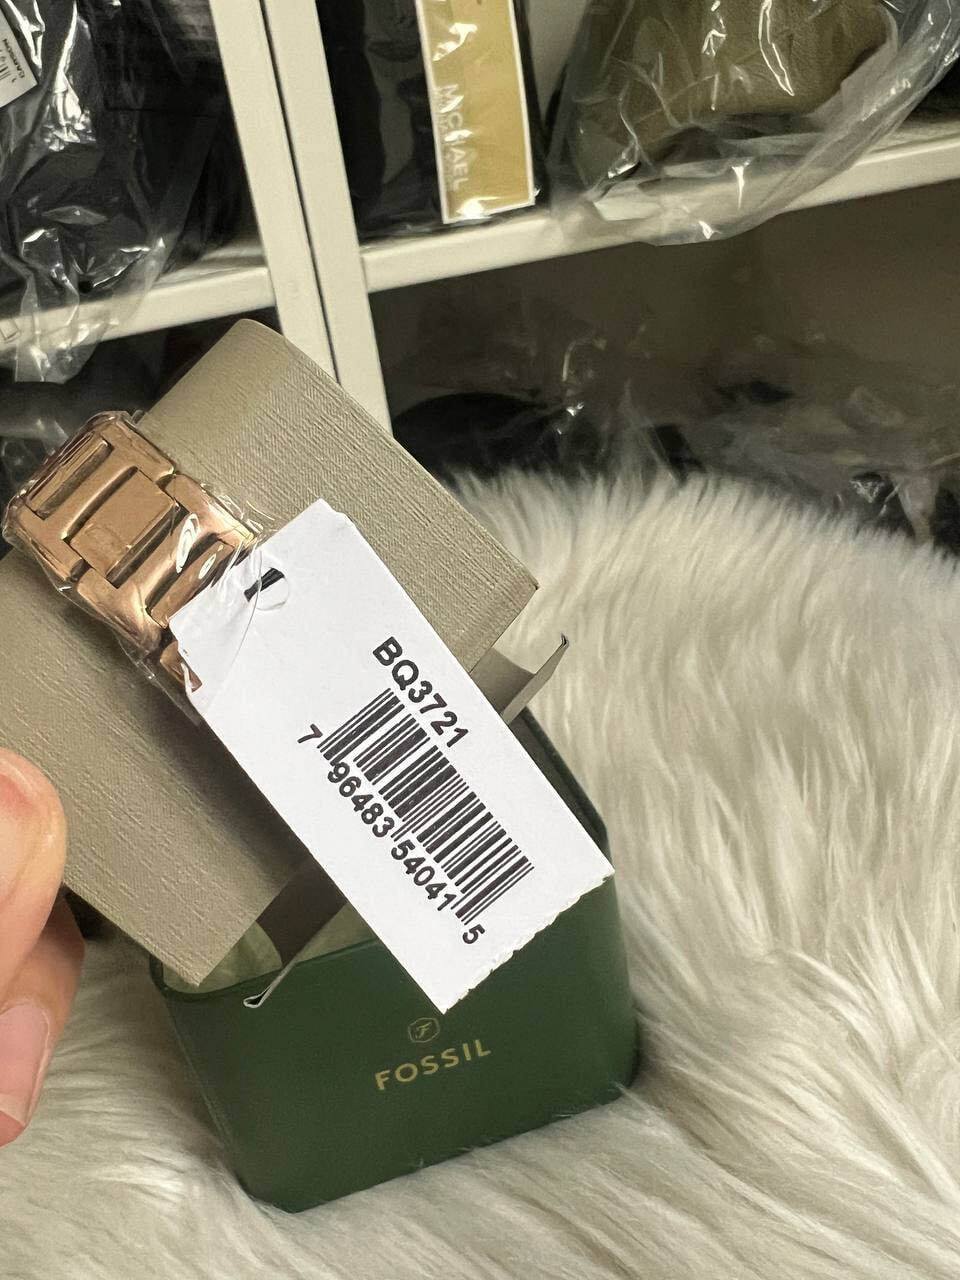 MICHAEL
BQ3721
7 96483 54041 5
F
FOSSIL